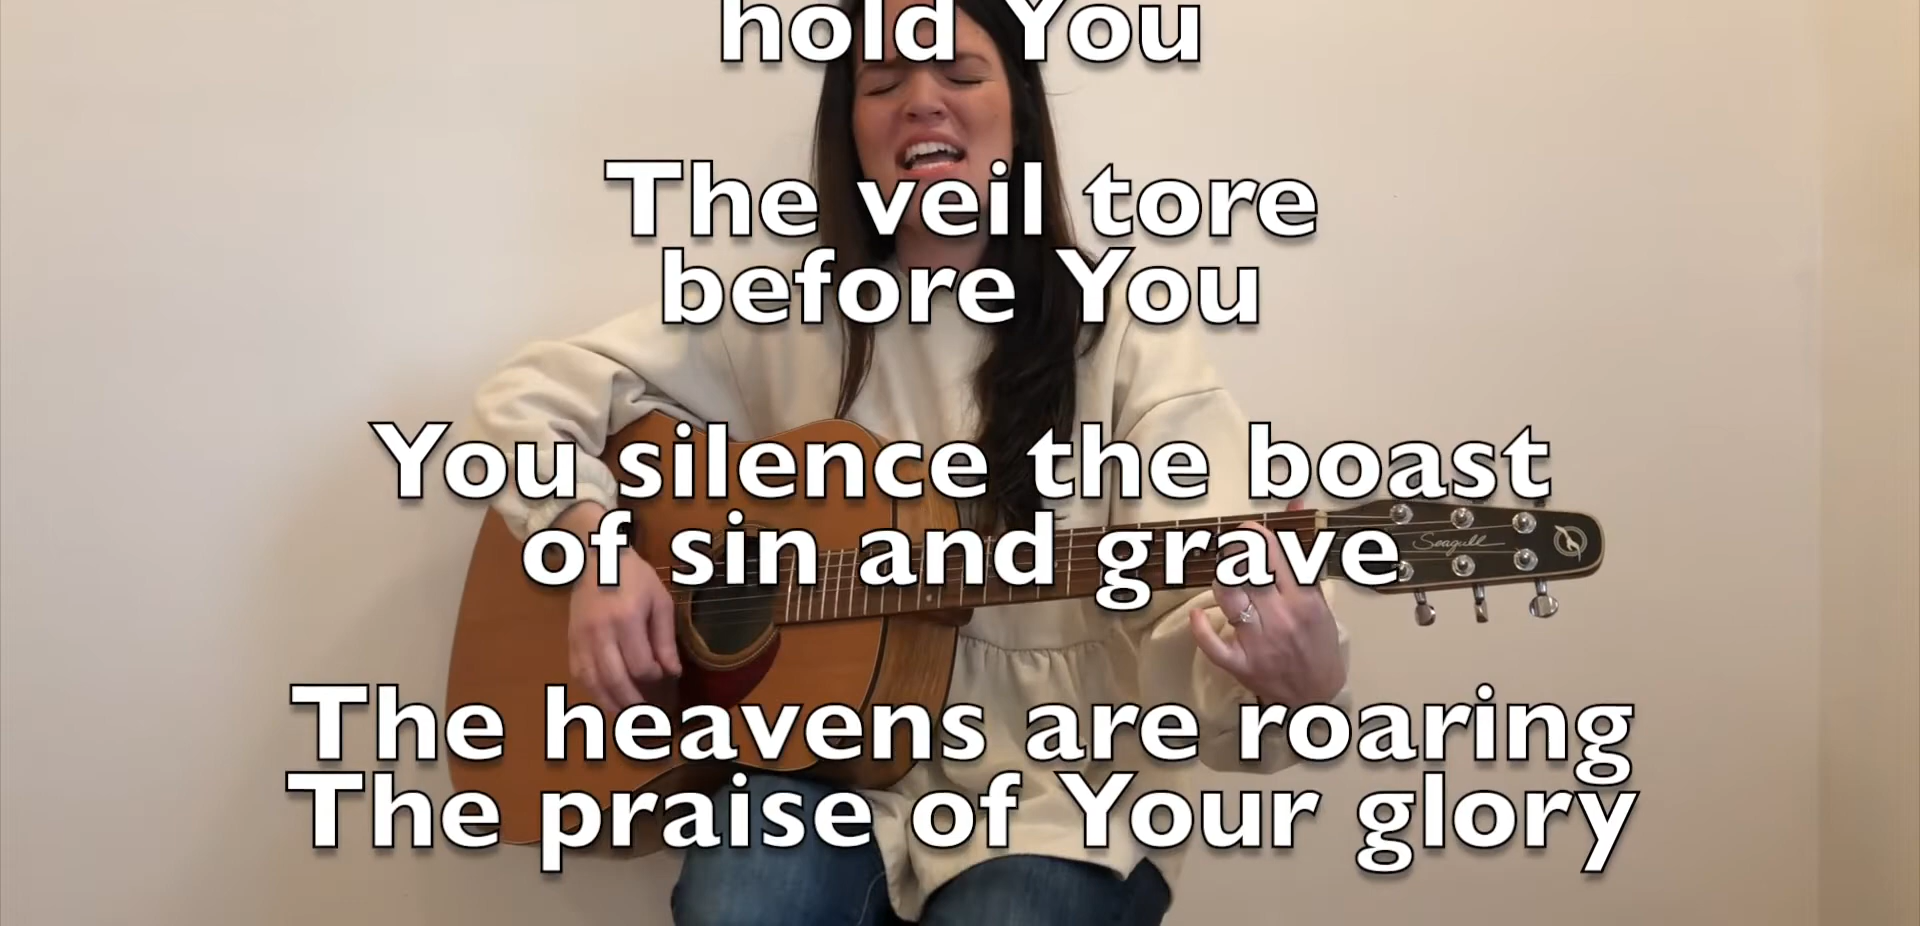 hold You
The veil tore
before You
You silence the boast
of sin and grave
Seagull
The heavens are roaring
The praise of Your glory